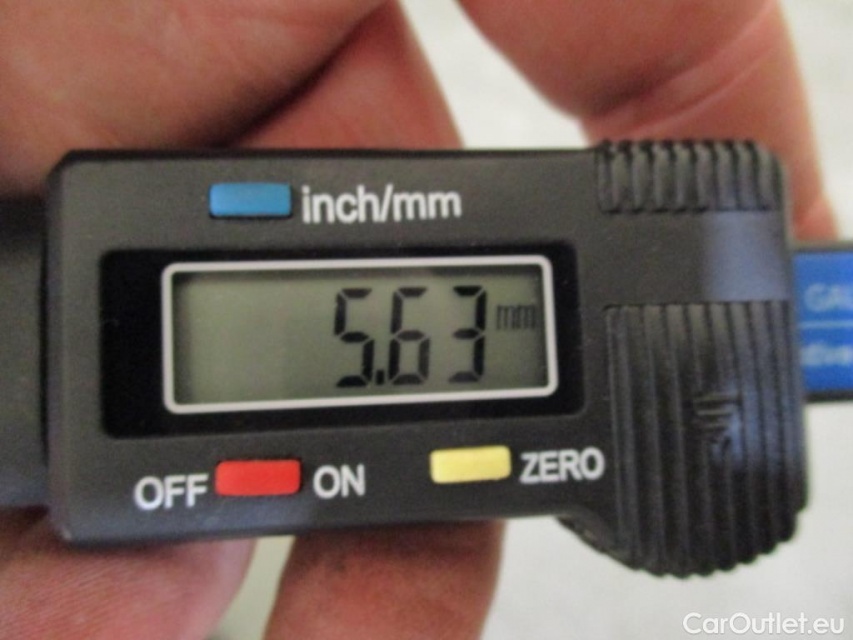 inch/mm
5.63 mm
OFF ON ZERO
CarOutlet.eu